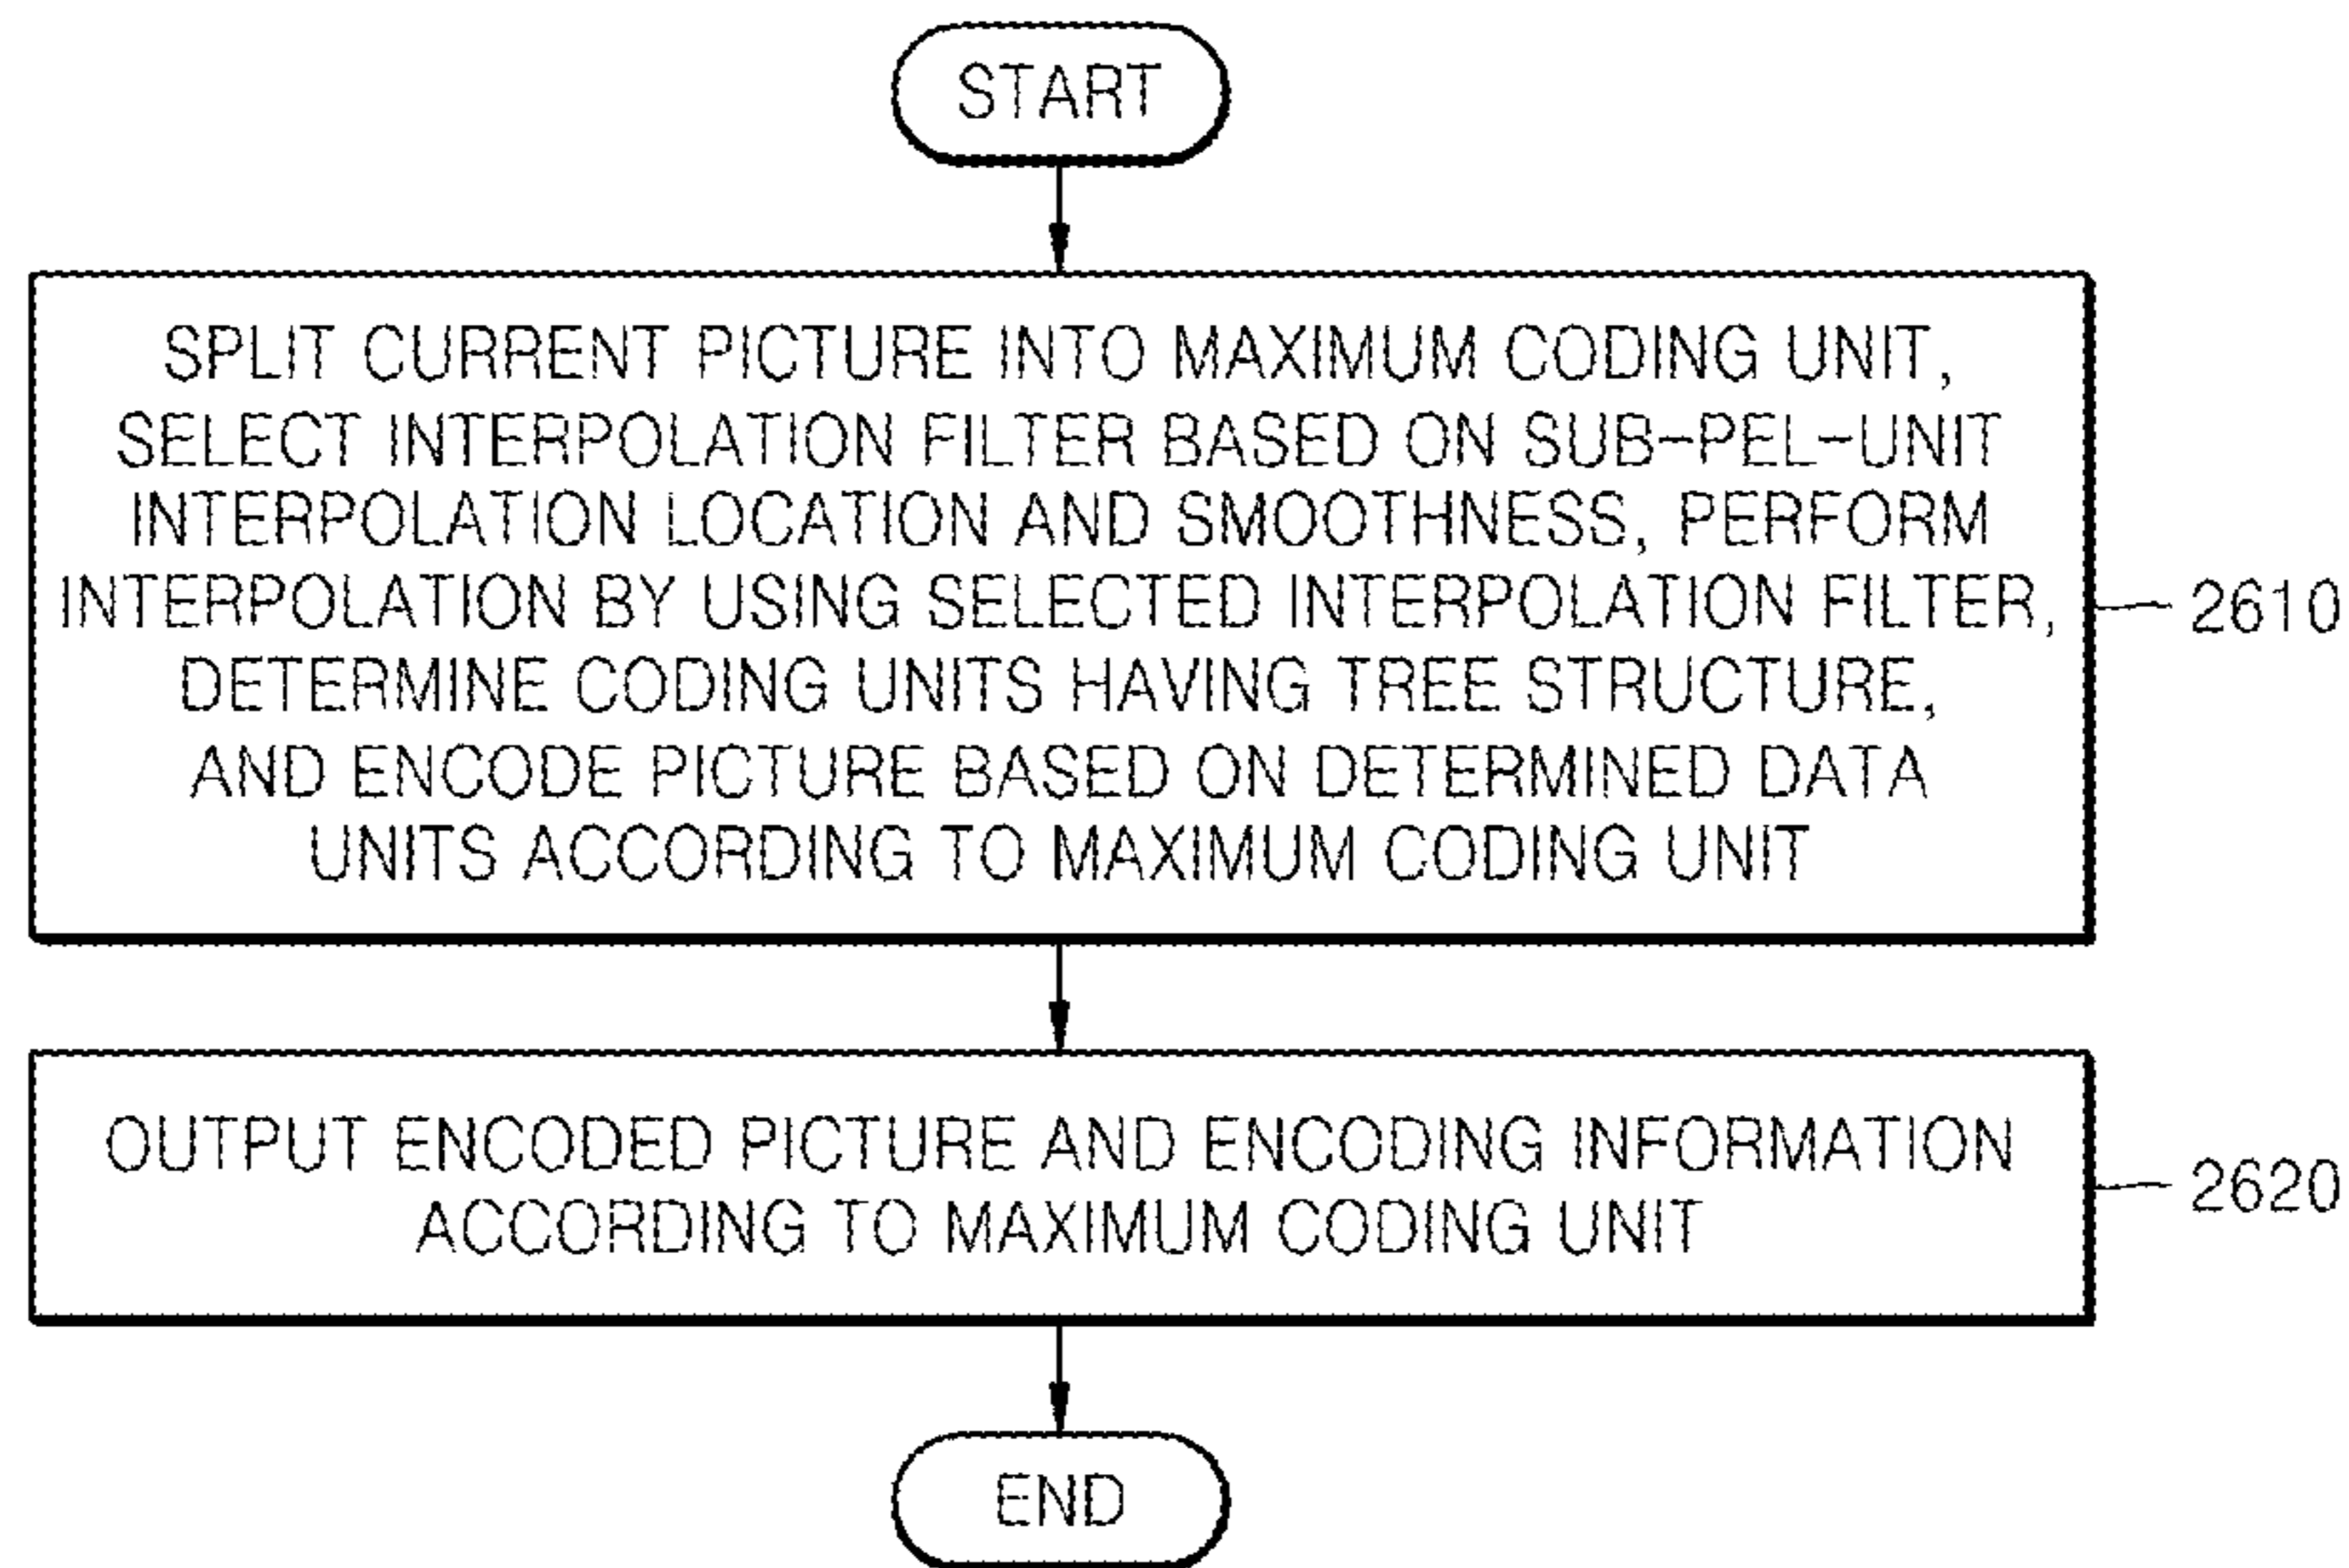 START
SPLIT CURRENT PICTURE INTO MAXIMUM CODING UNIT,
SELECT INTERPOLATION FILTER BASED ON SUB-PEL-UNIT
INTERPOLATION LOCATION AND SMOOTHNESS, PERFORM
INTERPOLATION BY USING SELECTED INTERPOLATION FILTER,
DETERMINE CODING UNITS HAVING TREE STRUCTURE,
AND ENCODE PICTURE BASED ON DETERMINED DATA
UNITS ACCORDING TO MAXIMUM CODING UNIT
2610
OUTPUT ENCODED PICTURE AND ENCODING INFORMATION
ACCORDING TO MAXIMUM CODING UNIT
2620
END